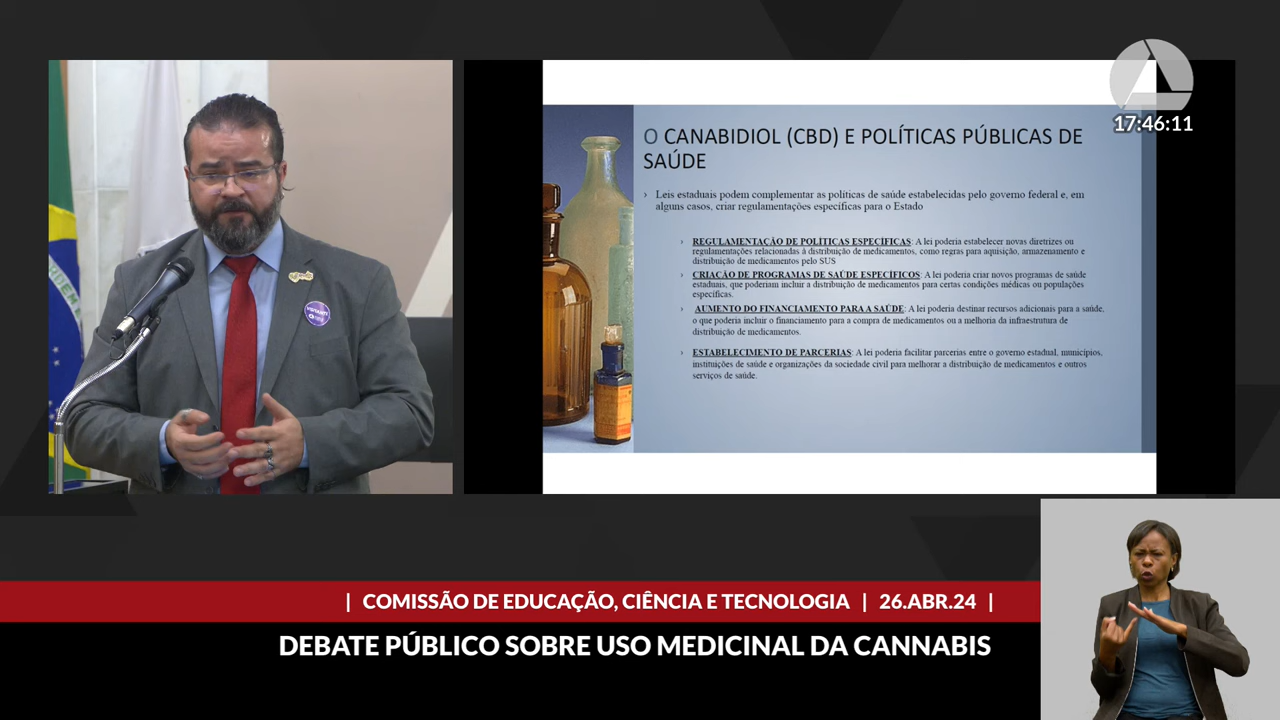 17:46:11
O CANABIDIOL (CBD) E POLÍTICAS PÚBLICAS DE
SAÚDE
› Leis estaduais podem complementar as políticas de saúde estabelecidas pelo governo federal e, em
alguns casos, criar regulamentações específicas para o Estado
› REGULAMENTAÇÃO DE POLÍTICAS ESPECÍFICAS: A lei poderia estabelecer novas diretrizes ou
regulamentações relacionadas à distribuição de medicamentos, como regras para aquisição, armazenamento e
distribuição de medicamentos pelo SUS
› CRIAÇÃO DE PROGRAMAS DE SAÚDE ESPECÍFICOS: A lei poderia criar novos programas de saúde
estaduais, que poderiam incluir a distribuição de medicamentos para certas condições médicas ou populações
específicas.
› AUMENTO DO FINANCIAMENTO PARA A SAÚDE: A lei poderia destinar recursos adicionais para a saúde,
o que poderia incluir o financiamento para a compra de medicamentos ou a melhoria da infraestrutura de
distribuição de medicamentos.
› ESTABELECIMENTO DE PARCERIAS: A lei poderia facilitar parcerias entre o governo estadual, municípios,
instituições de saúde e organizações da sociedade civil para melhorar a distribuição de medicamentos e outros
serviços de saúde.
| COMISSÃO DE EDUCAÇÃO, CIÊNCIA E TECNOLOGIA | 26.ABR.24 |
DEBATE PÚBLICO SOBRE USO MEDICINAL DA CANNABIS